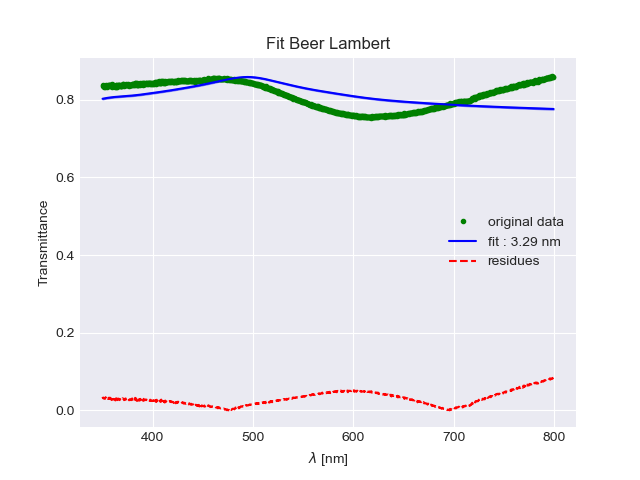 Fit Beer Lambert
Transmittance
0.8
0.6
0.4
0.2
0.0
original data
fit : 3.29 nm
residues
400 500 600 700 800
λ [nm]